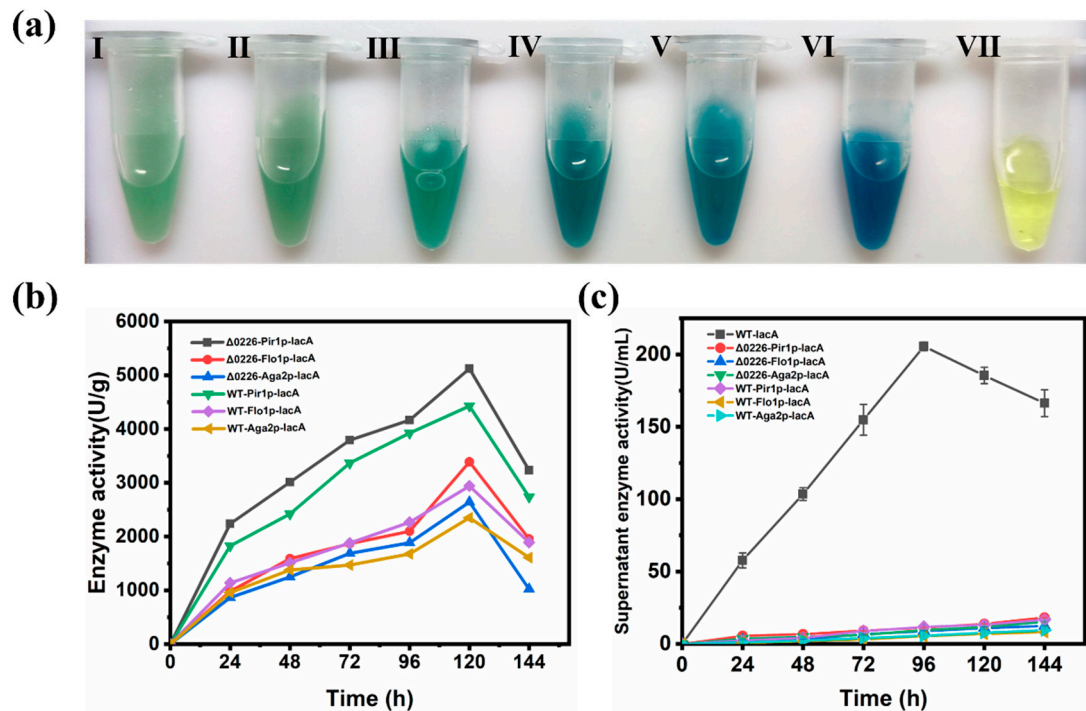 (a)
I II III IV V VI VII
(b)
6000
5000
4000
3000
2000
1000
0
Enzyme activity(U/g)
Δ0226-Pir1p-lacA
Δ0226-Flo1p-lacA
Δ0226-Aga2p-lacA
WT-Pir1p-lacA
WT-Flo1p-lacA
WT-Aga2p-lacA
0 24 48 72 96 120 144
Time (h)
(c)
200
150
100
50
0
Supernatant enzyme activity(U/mL)
WT-lacA
Δ0226-Pir1p-lacA
Δ0226-Flo1p-lacA
Δ0226-Aga2p-lacA
WT-Pir1p-lacA
WT-Flo1p-lacA
WT-Aga2p-lacA
0 24 48 72 96 120 144
Time (h)